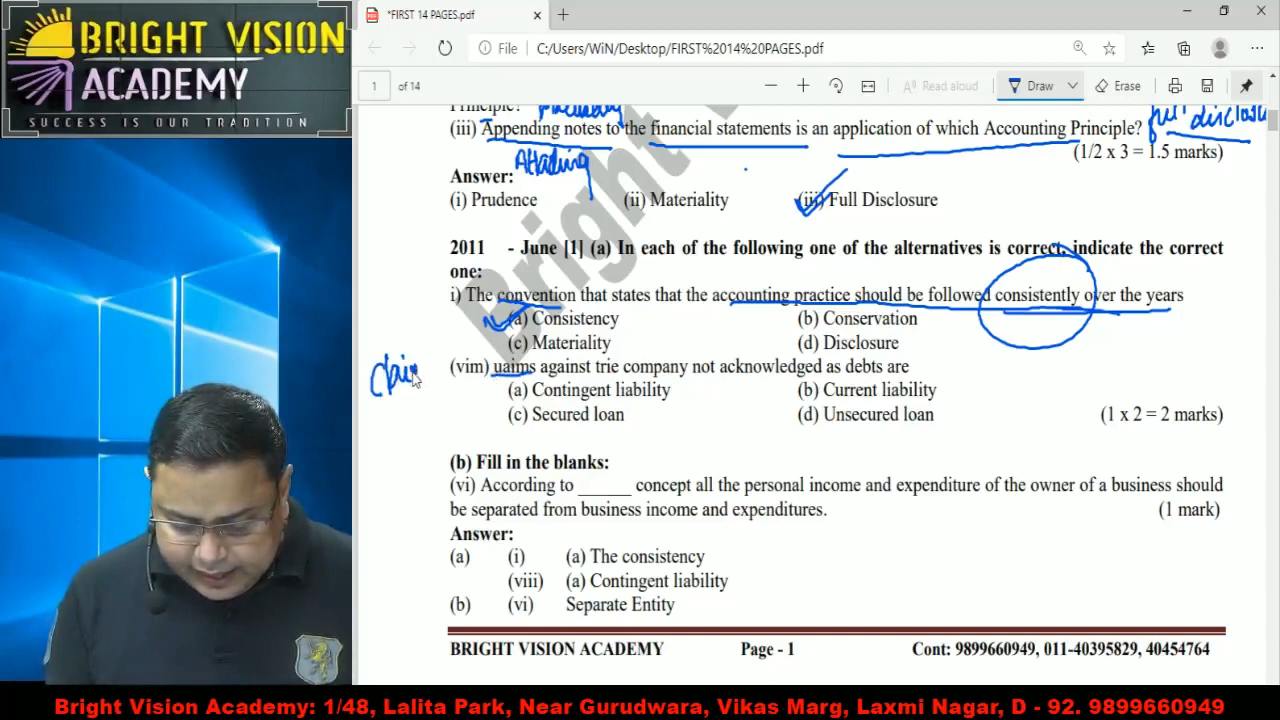 BRIGHT VISION
ACADEMY
SUCCESS IS OUR TRADITION
*FIRST 14 PAGES.pdf
File C:/Users/WiN/Desktop/FIRST%2014%20PAGES.pdf
1 of 14
Read aloud
Draw
Erase
Principle?
(iii) Appending notes to the financial statements is an application of which Accounting Principle? full disclosu
(1/2 x 3 = 1.5 marks)
Attaching
Answer:
(i) Prudence (ii) Materiality (iii) Full Disclosure
2011 - June [1] (a) In each of the following one of the alternatives is correct, indicate the correct
one:
i) The convention that states that the accounting practice should be followed consistently over the years
(a) Consistency (b) Conservation
(c) Materiality (d) Disclosure
(vim) uaims against trie company not acknowledged as debts are
Clai
(a) Contingent liability (b) Current liability
(c) Secured loan (d) Unsecured loan (1 x 2 = 2 marks)
(b) Fill in the blanks:
(vi) According to ______ concept all the personal income and expenditure of the owner of a business should
be separated from business income and expenditures. (1 mark)
Answer:
(a) (i) (a) The consistency
(viii) (a) Contingent liability
(b) (vi) Separate Entity
BRIGHT VISION ACADEMY Page - 1 Cont: 9899660949, 011-40395829, 40454764
Bright Vision Academy: 1/48, Lalita Park, Near Gurudwara, Vikas Marg, Laxmi Nagar, D - 92. 9899660949